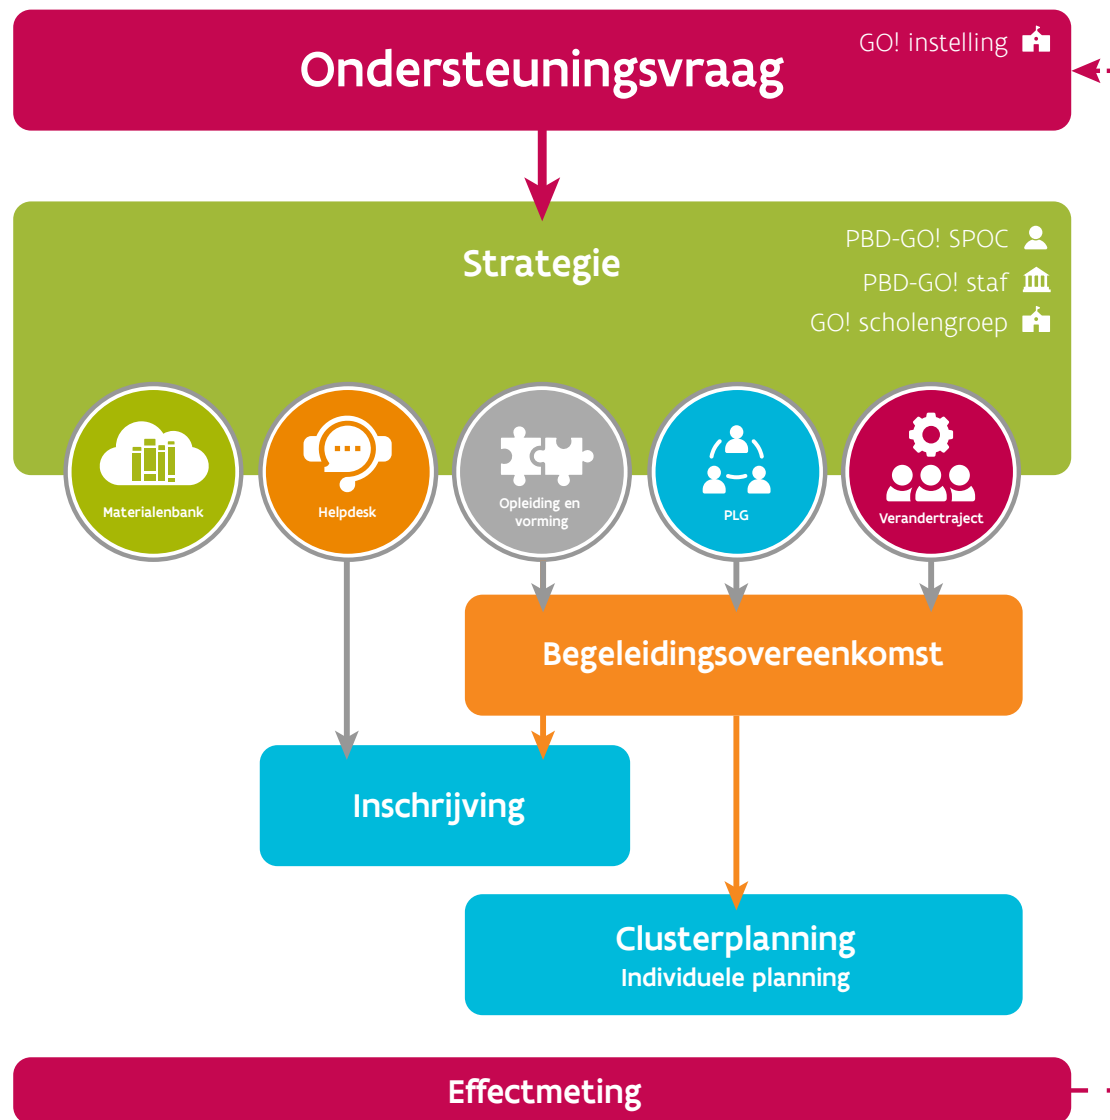 Ondersteuningsvraag
GO! instelling
Strategie
PBD-GO! SPOC
PBD-GO! staf
GO! scholengroep
Materialenbank
Helpdesk
Opleiding en
vorming
PLG
Verandertraject
Begeleidingsovereenkomst
Inschrijving
Clusterplanning
Individuele planning
Effectmeting